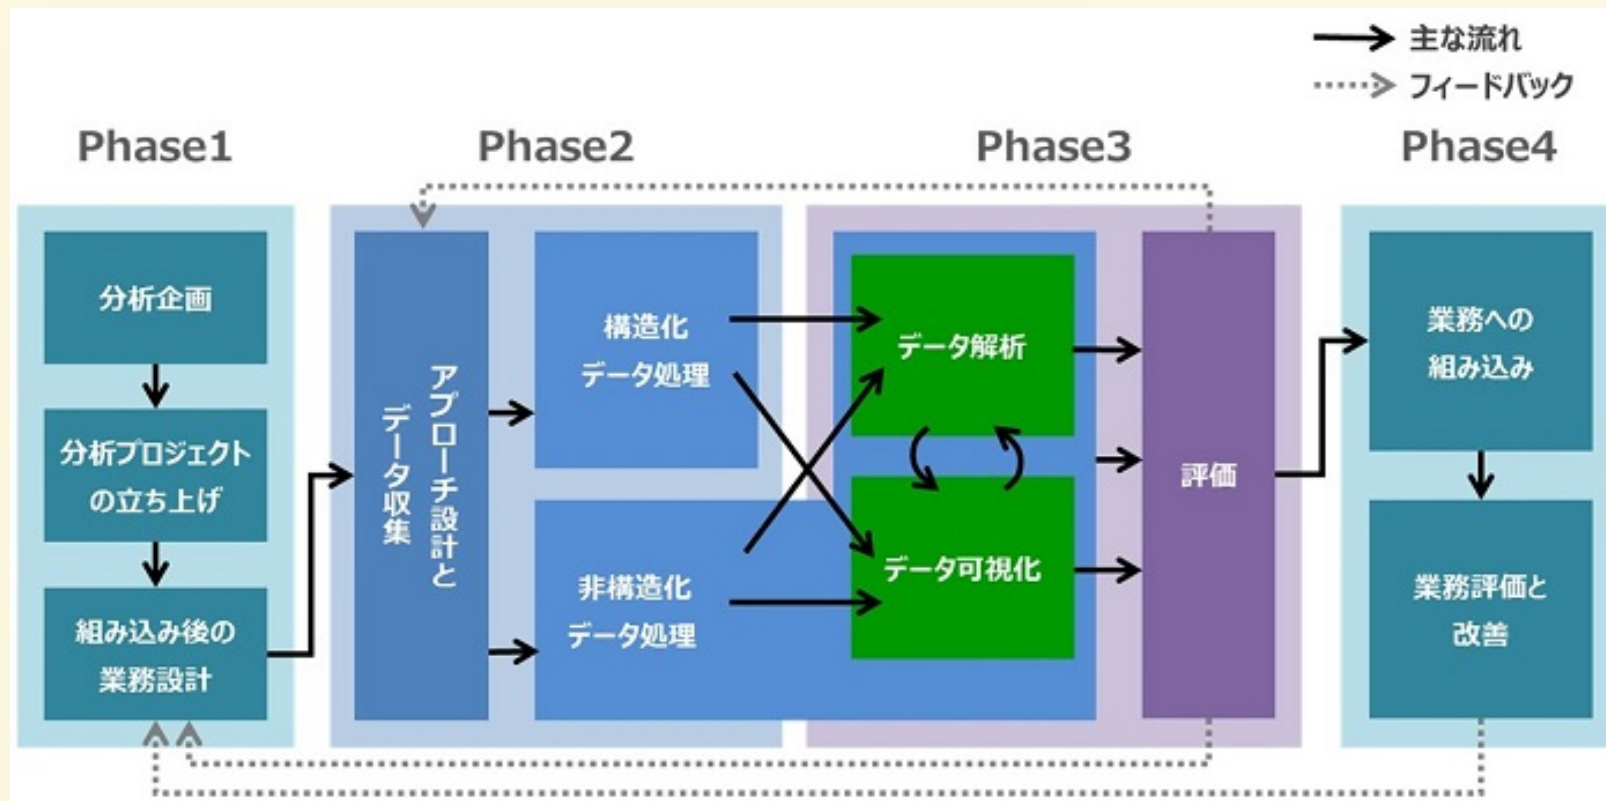 主な流れ
フィードバック
Phase1
Phase2
Phase3
Phase4
分析企画
分析プロジェクト
の立ち上げ
組み込み後の
業務設計
アプローチ設計と
データ収集
構造化
データ処理
非構造化
データ処理
データ解析
データ可視化
評価
業務への
組み込み
業務評価と
改善